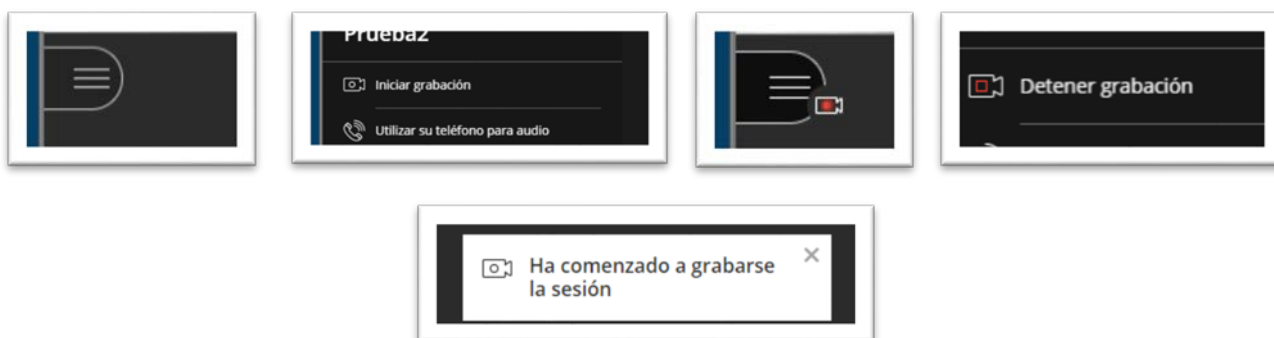 Prueba2
Iniciar grabación
Utilizar su teléfono para audio
Detener grabación
Ha comenzado a grabarse
la sesión